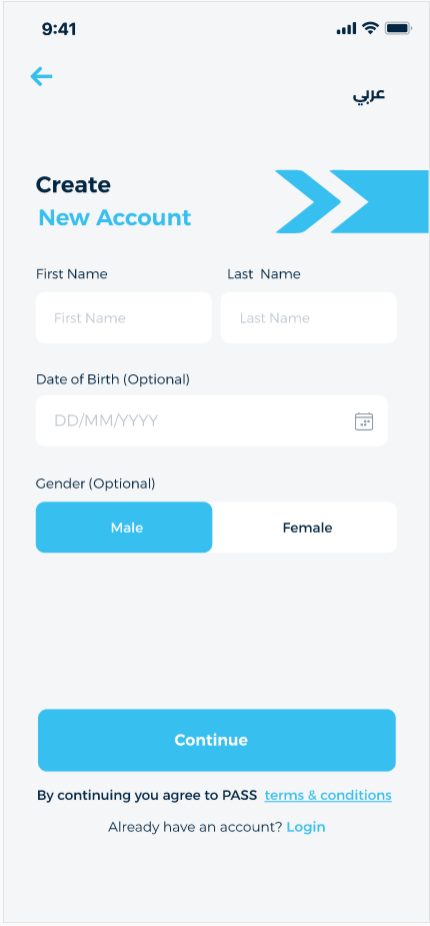 9:41
عربي
Create
New Account
First Name
Last Name
First Name
Last Name
Date of Birth (Optional)
DD/MM/YYYY
Gender (Optional)
Male
Female
Continue
By continuing you agree to PASS terms & conditions
Already have an account? Login